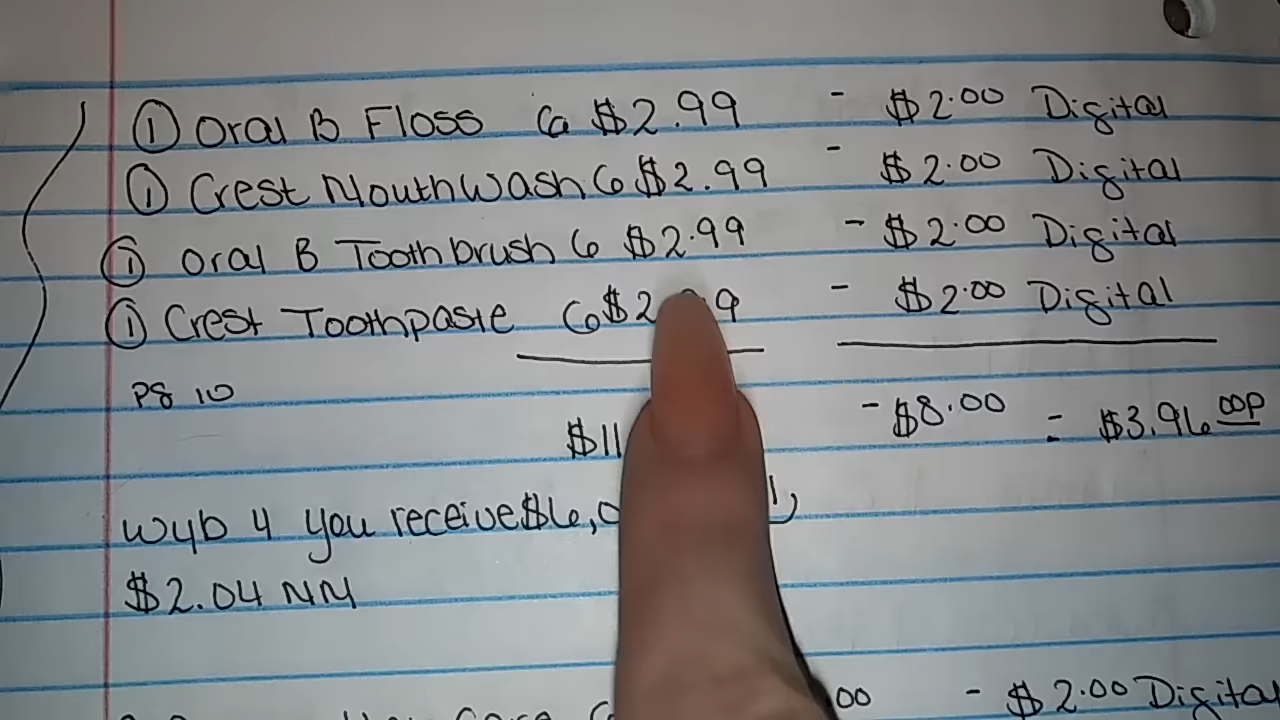 ① Oral B Floss @ $2.99 - $2.00 Digital
① Crest Mouthwash @ $2.99 - $2.00 Digital
① Oral B Toothbrush @ $2.99 - $2.00 Digital
① Crest Toothpaste @ $2. 9 - $2.00 Digital
Pg 10
$11 - $8.00 = $3.96 OOP
wyb 4 you receive $6,
$2.04 MM
00 - $2.00 Digital